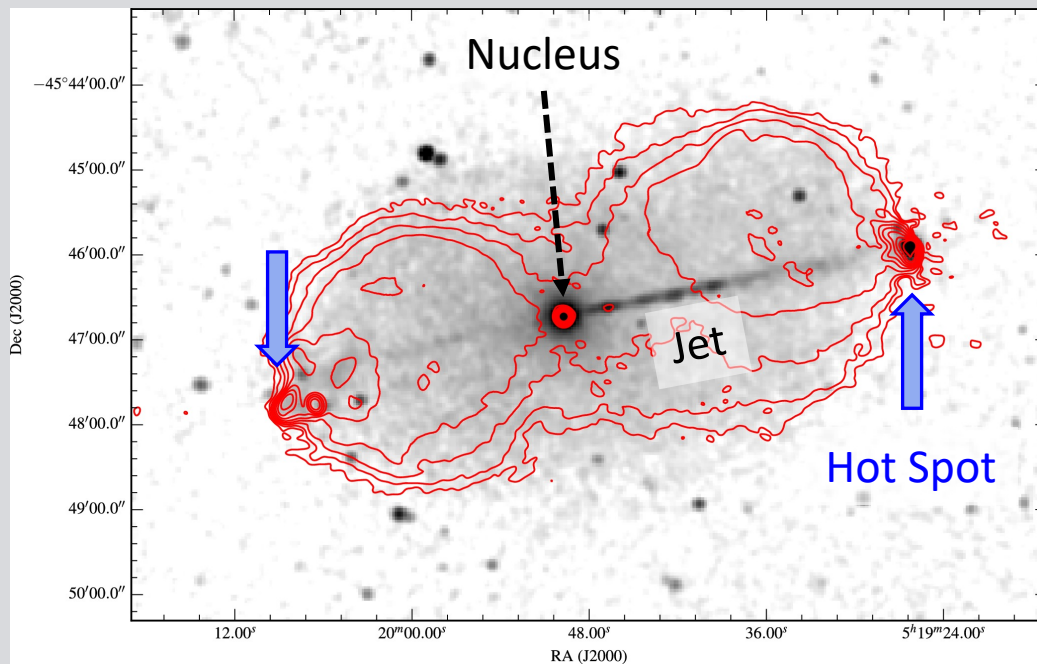 Nucleus
−45°44′00.0″
45′00.0″
46′00.0″
47′00.0″
48′00.0″
49′00.0″
50′00.0″
Dec (J2000)
Jet
Hot Spot
12.00ˢ
20ᵐ00.00ˢ
48.00ˢ
36.00ˢ
5ʰ19ᵐ24.00ˢ
RA (J2000)